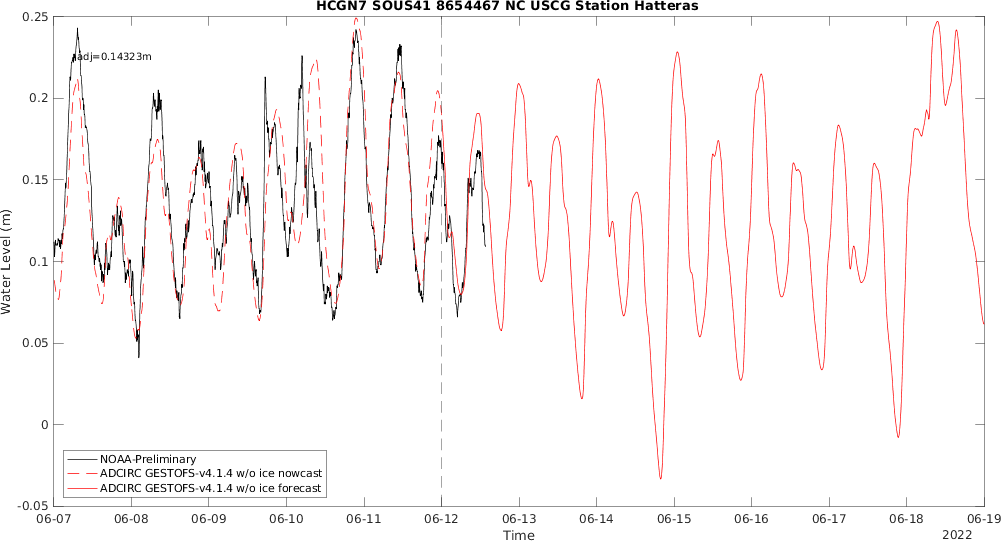 HCGN7 SOUS41 8654467 NC USCG Station Hatteras
0.25
adj=0.14323m
0.2
0.15
0.1
0.05
0
-0.05
Water Level (m)
NOAA-Preliminary
ADCIRC GESTOFS-v4.1.4 w/o ice nowcast
ADCIRC GESTOFS-v4.1.4 w/o ice forecast
06-07 06-08 06-09 06-10 06-11 06-12 06-13 06-14 06-15 06-16 06-17 06-18 06-19
Time
2022